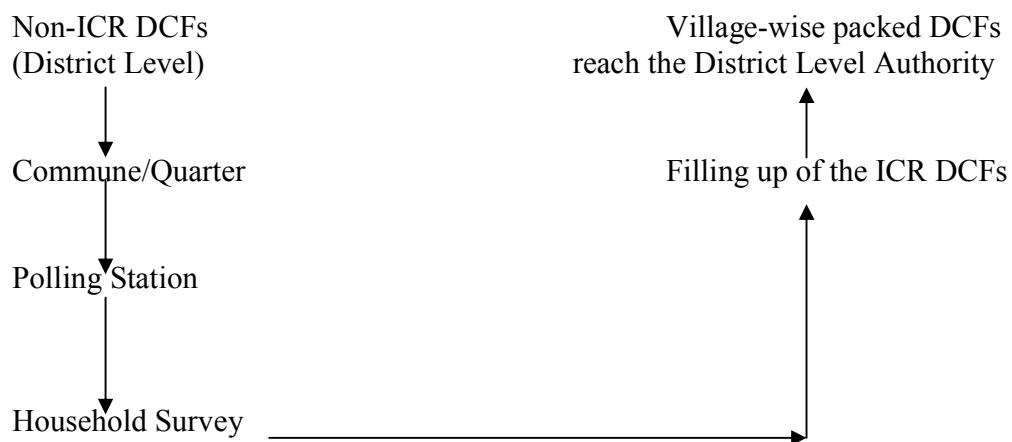 Non-ICR DCFs
(District Level)
Commune/Quarter
Polling Station
Household Survey
Village-wise packed DCFs
reach the District Level Authority
Filling up of the ICR DCFs